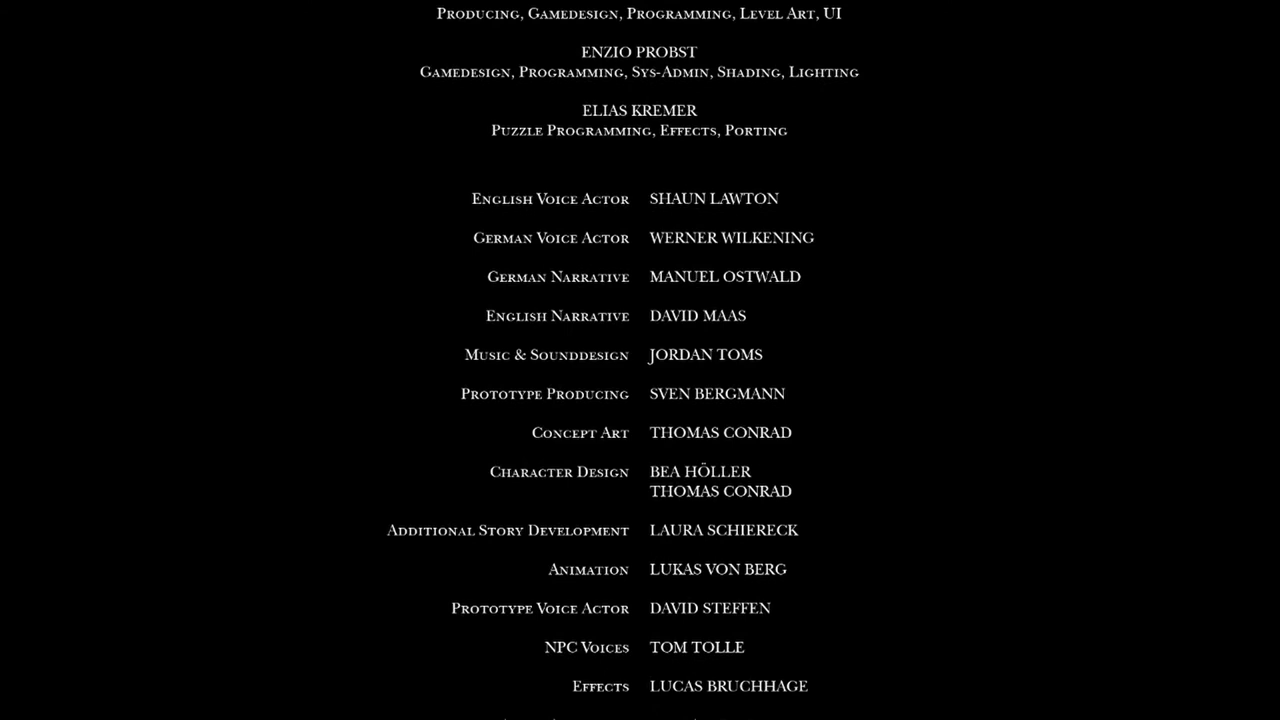 Producing, Gamedesign, Programming, Level Art, UI
ENZIO PROBST
Gamedesign, Programming, Sys-Admin, Shading, Lighting
ELIAS KREMER
Puzzle Programming, Effects, Porting
English Voice Actor SHAUN LAWTON
German Voice Actor WERNER WILKENING
German Narrative MANUEL OSTWALD
English Narrative DAVID MAAS
Music & Sounddesign JORDAN TOMS
Prototype Producing SVEN BERGMANN
Concept Art THOMAS CONRAD
Character Design BEA HÖLLER
THOMAS CONRAD
Additional Story Development LAURA SCHIERECK
Animation LUKAS VON BERG
Prototype Voice Actor DAVID STEFFEN
NPC Voices TOM TOLLE
Effects LUCAS BRUCHHAGE